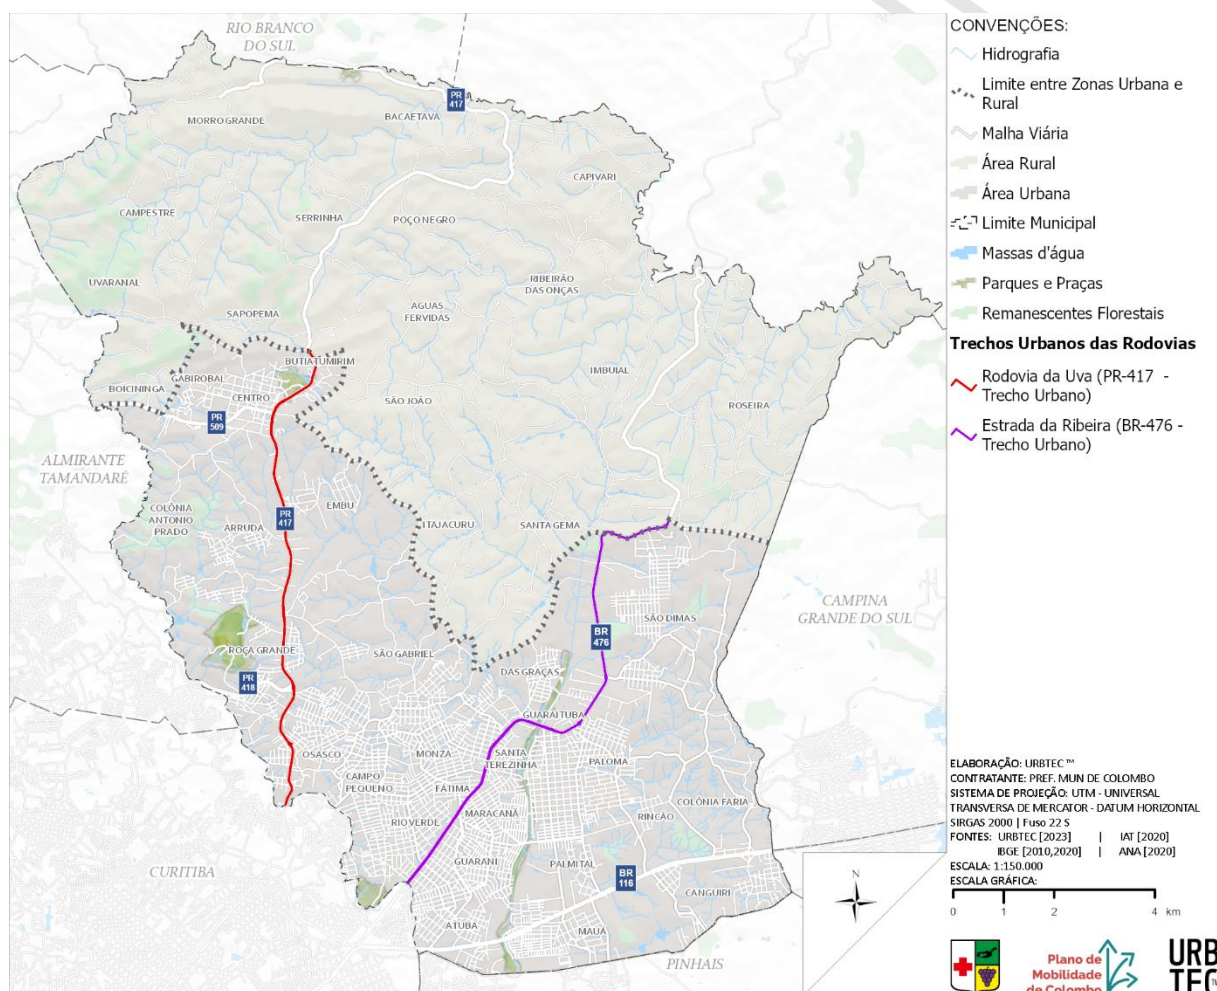 RIO BRANCO
DO SUL
PR
417
MORRO GRANDE
BACAETAVA
CAPIVARI
CAMPESTRE
SERRINHA
POÇO NEGRO
UVARANAL
RIBEIRÃO
DAS ONÇAS
SAPOPEMA
AGUAS
FERVIDAS
BUTIATUMIRIM
GABIROBAL
BOICININGA
CENTRO
IMBUIAL
SÃO JOÃO
ROSEIRA
PR
509
ALMIRANTE
TAMANDARÉ
COLÔNIA
ANTONIO
PRADO
EMBU
PR
417
ARRUDA
ITAJACURU
SANTA GEMA
CAMPINA
GRANDE DO SUL
SÃO DIMAS
BR
476
ROÇA GRANDE
SÃO GABRIEL
DAS GRAÇAS
PR
418
GUARAITUBA
OSASCO
MONZA
SANTA
TEREZINHA
PALOMA
CAMPO
PEQUENO
FÁTIMA
COLÔNIA FARIA
MARACANÃ
RIO VERDE
RINCÃO
CURITIBA
GUARANI
PALMITAL
BR
116
CANGUIRI
ATUBA
MAUÁ
PINHAIS
N
CONVENÇÕES:
Hidrografia
Limite entre Zonas Urbana e
Rural
Malha Viária
Área Rural
Área Urbana
Limite Municipal
Massas d'água
Parques e Praças
Remanescentes Florestais
Trechos Urbanos das Rodovias
Rodovia da Uva (PR-417 -
Trecho Urbano)
Estrada da Ribeira (BR-476 -
Trecho Urbano)
ELABORAÇÃO: URBTEC ™
CONTRATANTE: PREF. MUN DE COLOMBO
SISTEMA DE PROJEÇÃO: UTM - UNIVERSAL
TRANSVERSA DE MERCATOR - DATUM HORIZONTAL
SIRGAS 2000 | Fuso 22 S
FONTES: URBTEC [2023] | IAT [2020]
IBGE [2010,2020] | ANA [2020]
ESCALA: 1:150.000
ESCALA GRÁFICA:
0 1 2 4 km
Plano de
Mobilidade
de Colombo
URB
TEC